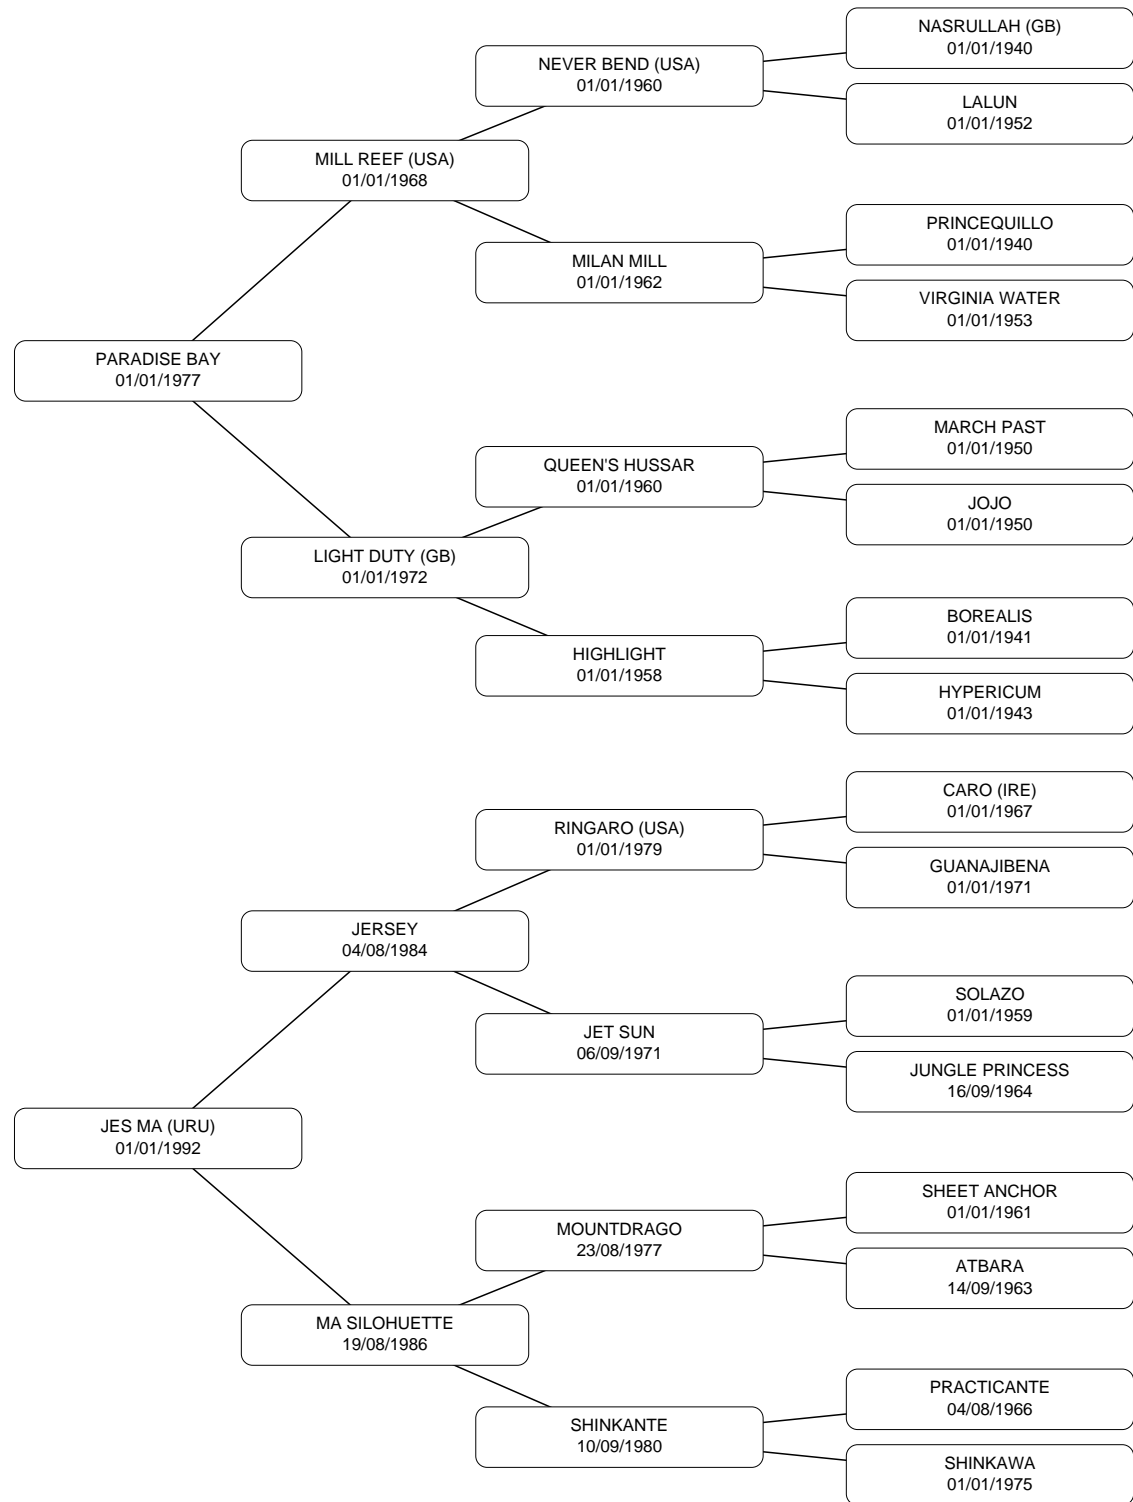 NASRULLAH (GB)
01/01/1940
NEVER BEND (USA)
01/01/1960
LALUN
01/01/1952
MILL REEF (USA)
01/01/1968
PRINCEQUILLO
01/01/1940
MILAN MILL
01/01/1962
VIRGINIA WATER
01/01/1953
PARADISE BAY
01/01/1977
MARCH PAST
01/01/1950
QUEEN'S HUSSAR
01/01/1960
JOJO
01/01/1950
LIGHT DUTY (GB)
01/01/1972
BOREALIS
01/01/1941
HIGHLIGHT
01/01/1958
HYPERICUM
01/01/1943
CARO (IRE)
01/01/1967
RINGARO (USA)
01/01/1979
GUANAJIBENA
01/01/1971
JERSEY
04/08/1984
SOLAZO
01/01/1959
JET SUN
06/09/1971
JUNGLE PRINCESS
16/09/1964
JES MA (URU)
01/01/1992
SHEET ANCHOR
01/01/1961
MOUNTDRAGO
23/08/1977
ATBARA
14/09/1963
MA SILOHUETTE
19/08/1986
PRACTICANTE
04/08/1966
SHINKANTE
10/09/1980
SHINKAWA
01/01/1975